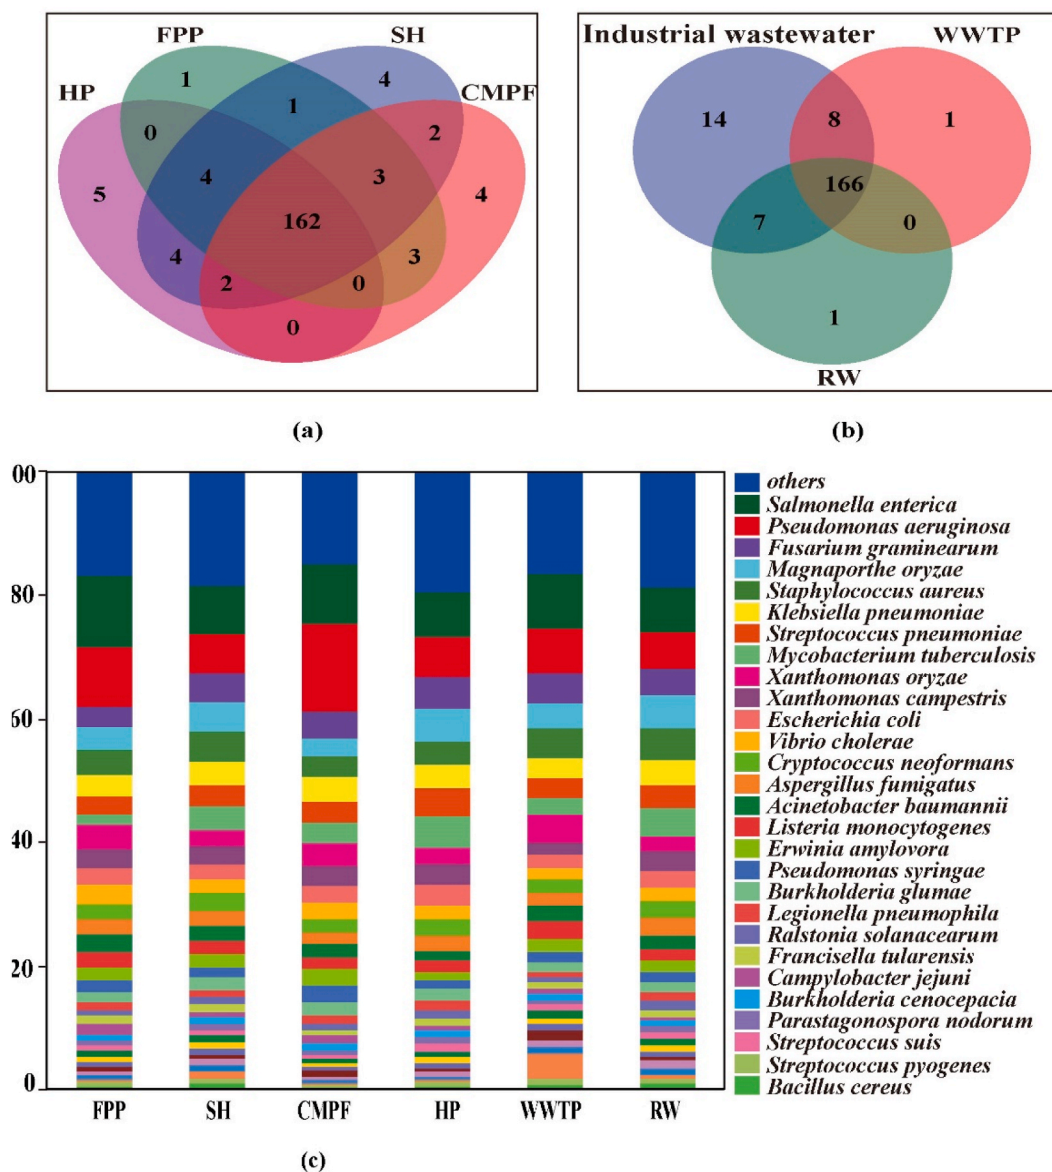 FPP
SH
HP
CMPF
1
4
0
1
2
5
4
3
4
162
4
3
2
0
0
(a)
Industrial wastewater
WWTP
14
8
1
166
7
0
1
RW
(b)
00
80
60
40
20
0
FPP
SH
CMPF
HP
WWTP
RW
others
Salmonella enterica
Pseudomonas aeruginosa
Fusarium graminearum
Magnaporthe oryzae
Staphylococcus aureus
Klebsiella pneumoniae
Streptococcus pneumoniae
Mycobacterium tuberculosis
Xanthomonas oryzae
Xanthomonas campestris
Escherichia coli
Vibrio cholerae
Cryptococcus neoformans
Aspergillus fumigatus
Acinetobacter baumannii
Listeria monocytogenes
Erwinia amylovora
Pseudomonas syringae
Burkholderia glumae
Legionella pneumophila
Ralstonia solanacearum
Francisella tularensis
Campylobacter jejuni
Burkholderia cenocepacia
Parastagonospora nodorum
Streptococcus suis
Streptococcus pyogenes
Bacillus cereus
(c)